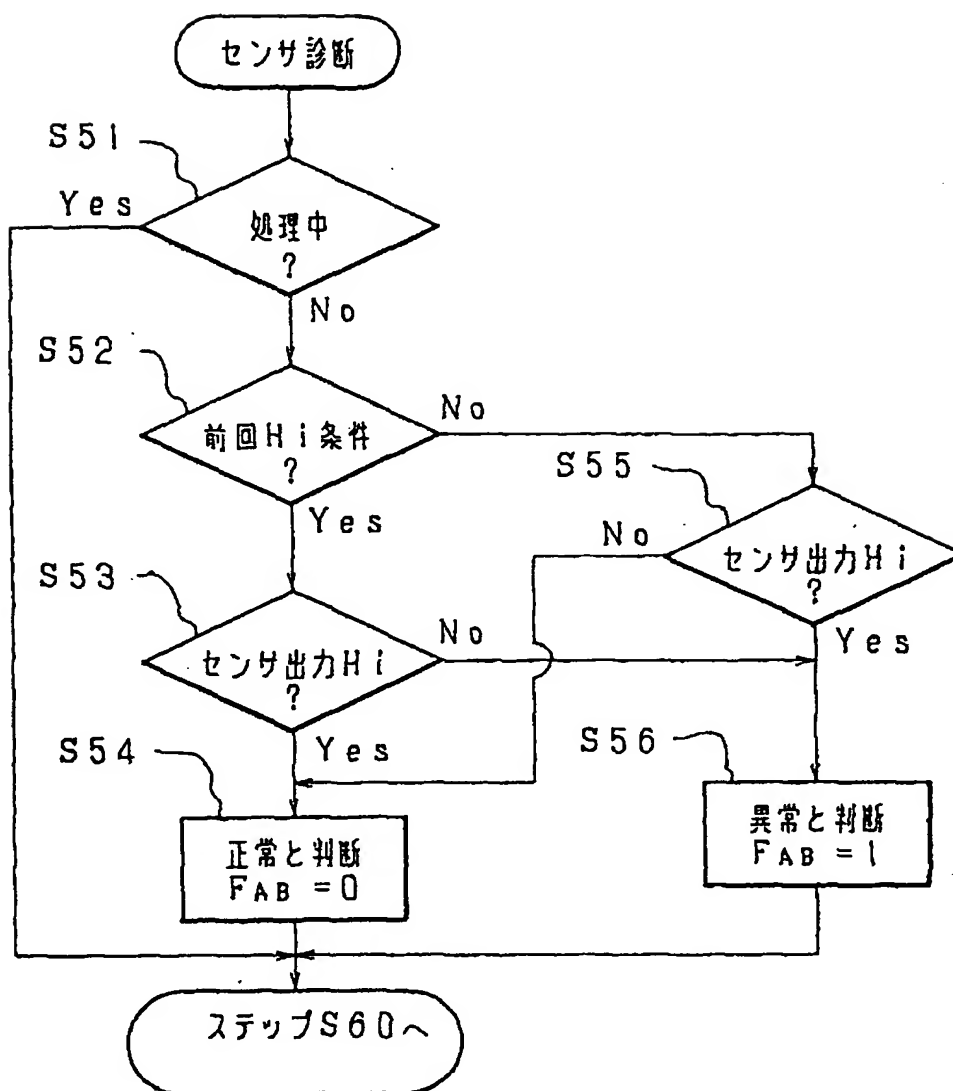 センサ診断
S51
Yes
処理中
?
No
S52
前回Hi条件
?
No
Yes
S55
No
センサ出力Hi
?
Yes
S53
センサ出力Hi
?
No
Yes
S54
正常と判断
FAB =0
S56
異常と判断
FAB =1
ステップS60へ